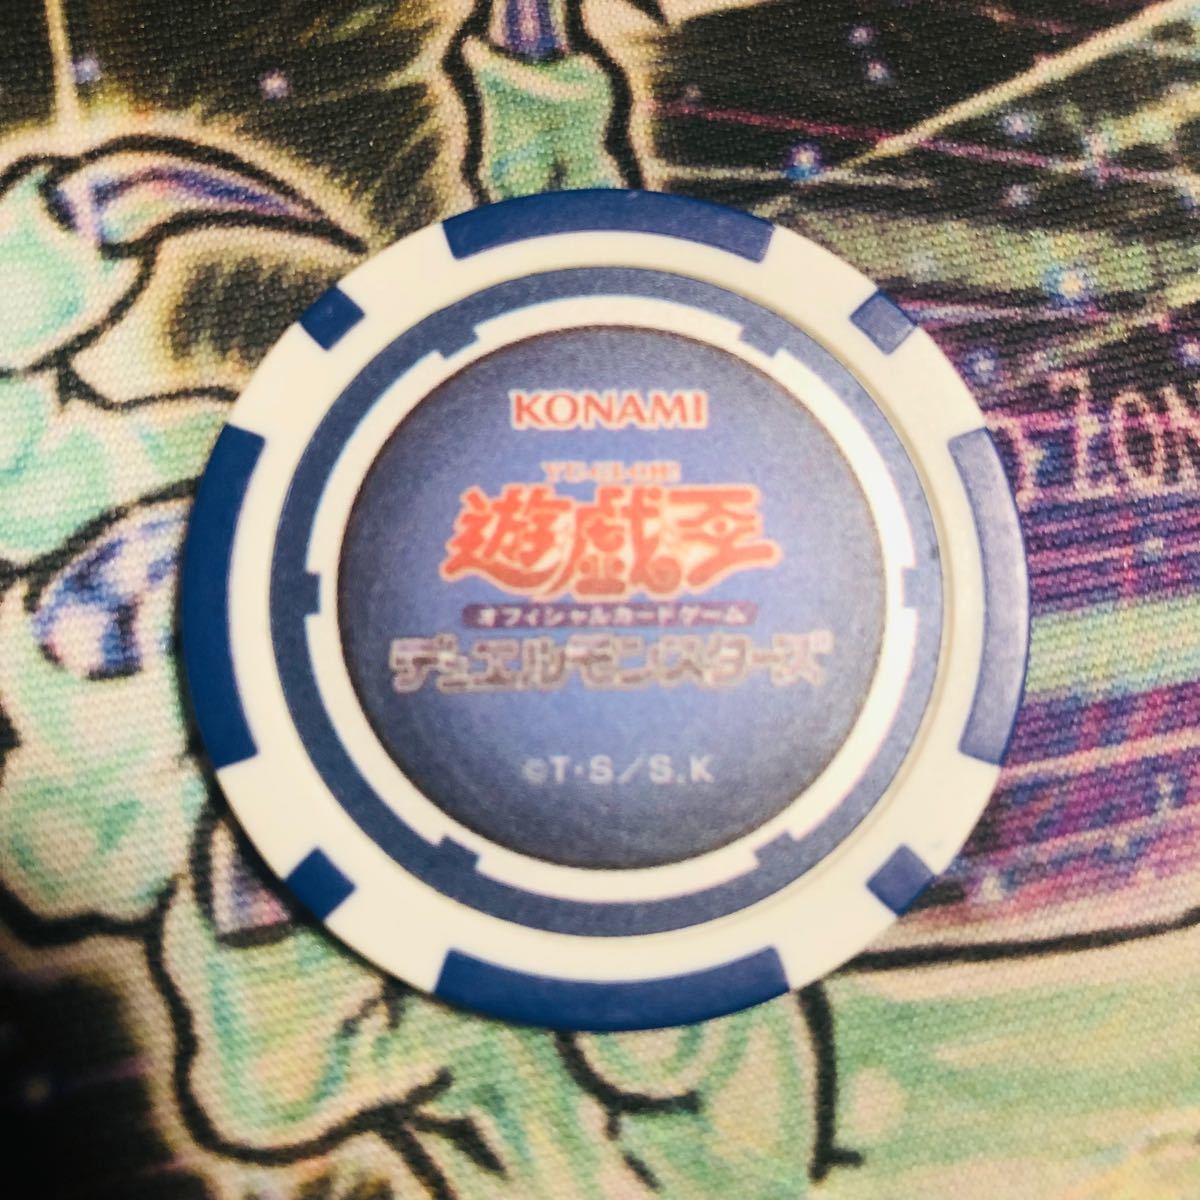 KONAMI
YU-GI-OH!
遊戯王
オフィシャルカードゲーム
デュエルモンスターズ
©T・S/S.K